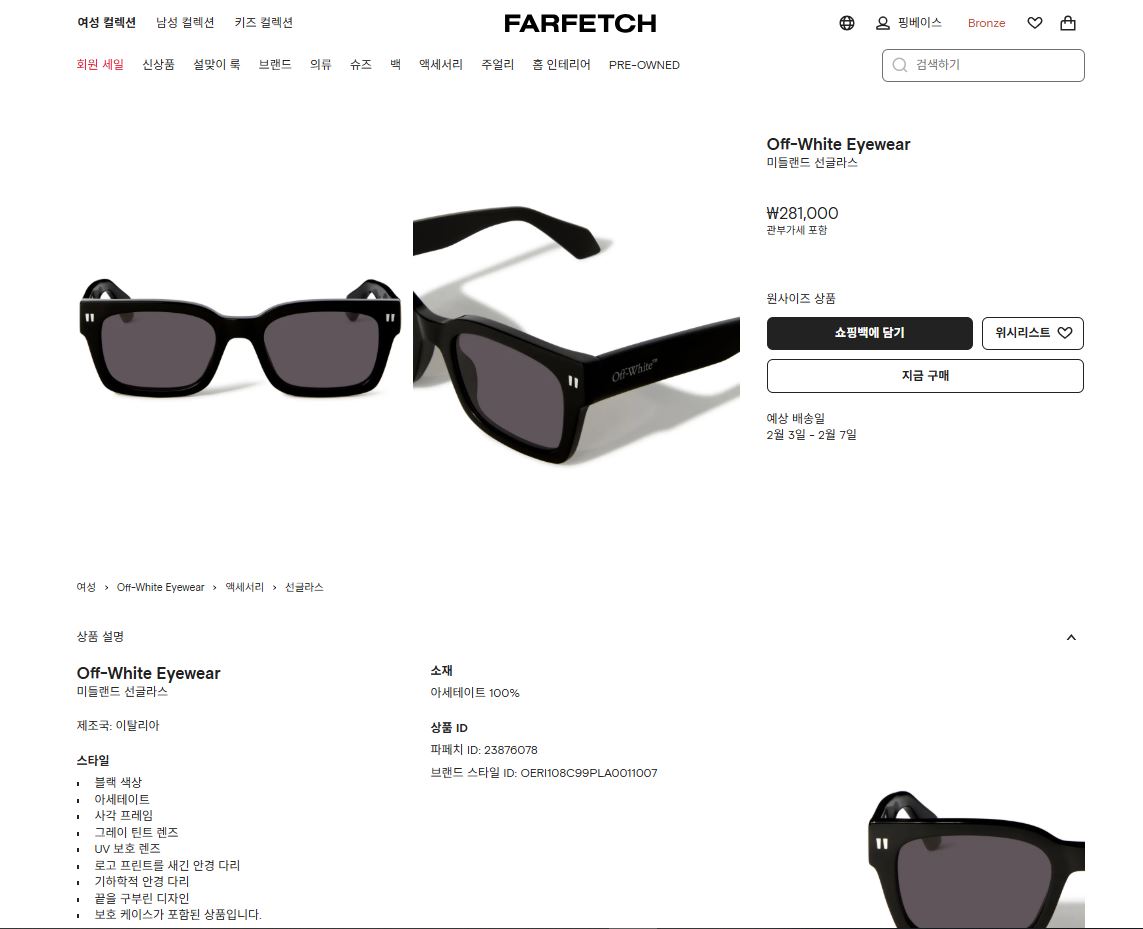 여성 컬렉션 남성 컬렉션 키즈 컬렉션 FARFETCH 핑베이스 Bronze
회원 세일 신상품 설맞이 룩 브랜드 의류 슈즈 백 액세서리 주얼리 홈 인테리어 PRE-OWNED 검색하기
Off-White™
Off-White Eyewear
미들랜드 선글라스
₩281,000
관부가세 포함
원사이즈 상품
쇼핑백에 담기 위시리스트
지금 구매
예상 배송일
2월 3일 - 2월 7일
여성 › Off-White Eyewear › 액세서리 › 선글라스
상품 설명
Off-White Eyewear
미들랜드 선글라스
제조국: 이탈리아
스타일
블랙 색상
아세테이트
사각 프레임
그레이 틴트 렌즈
UV 보호 렌즈
로고 프린트를 새긴 안경 다리
기하학적 안경 다리
끝을 구부린 디자인
보호 케이스가 포함된 상품입니다.
소재
아세테이트 100%
상품 ID
파페치 ID: 23876078
브랜드 스타일 ID: OERI108C99PLA0011007